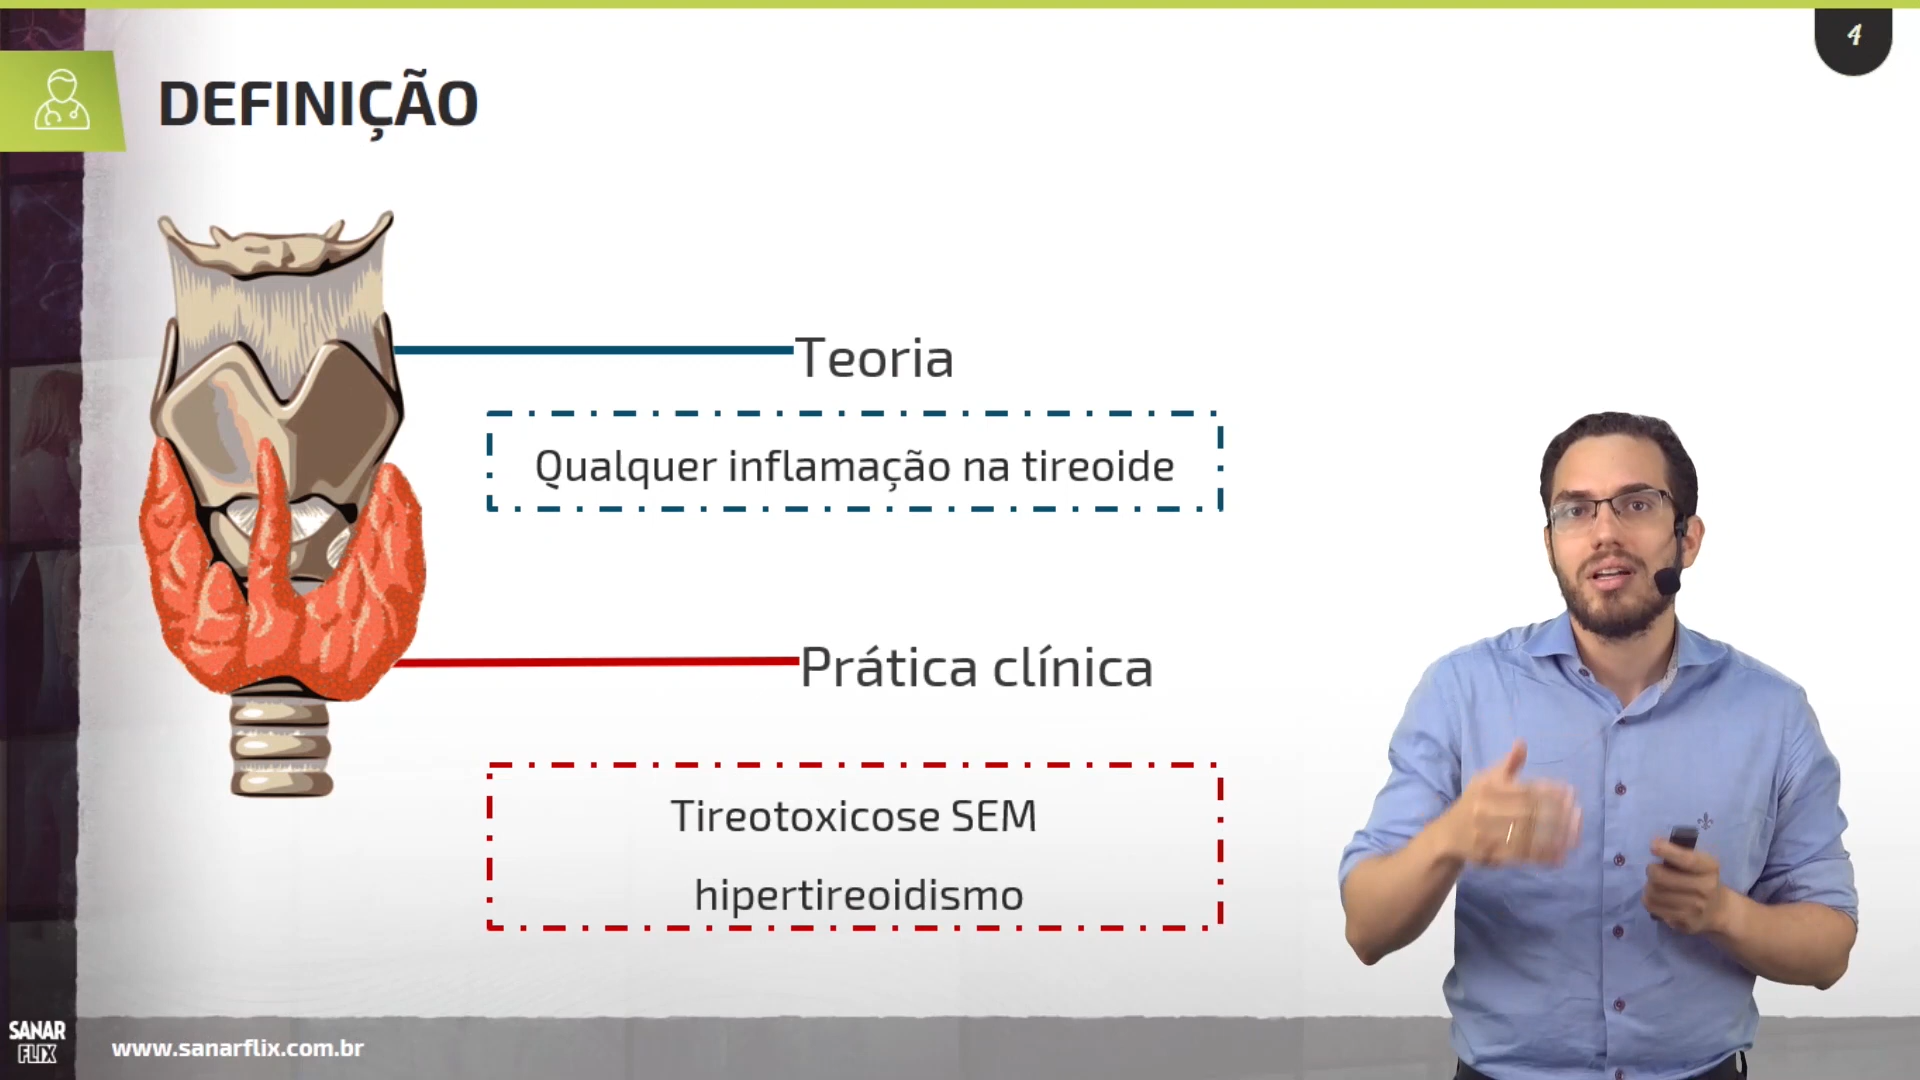 4
DEFINIÇÃO
Teoria
Qualquer inflamação na tireoide
Prática clínica
Tireotoxicose SEM
hipertireoidismo
SANAR
FLIX
www.sanarflix.com.br